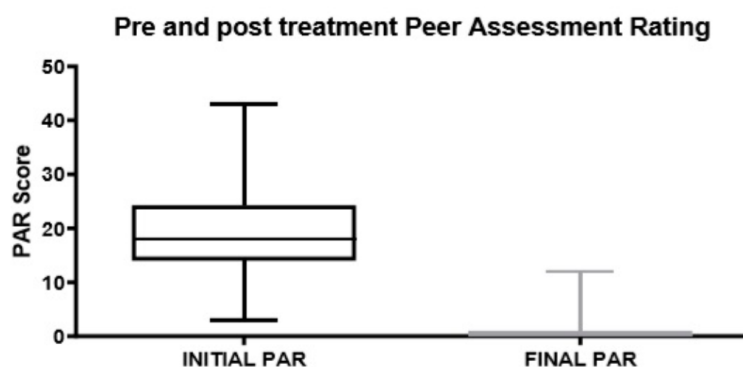 Pre and post treatment Peer Assessment Rating
50
40
30
20
10
0
PAR Score
INITIAL PAR
FINAL PAR